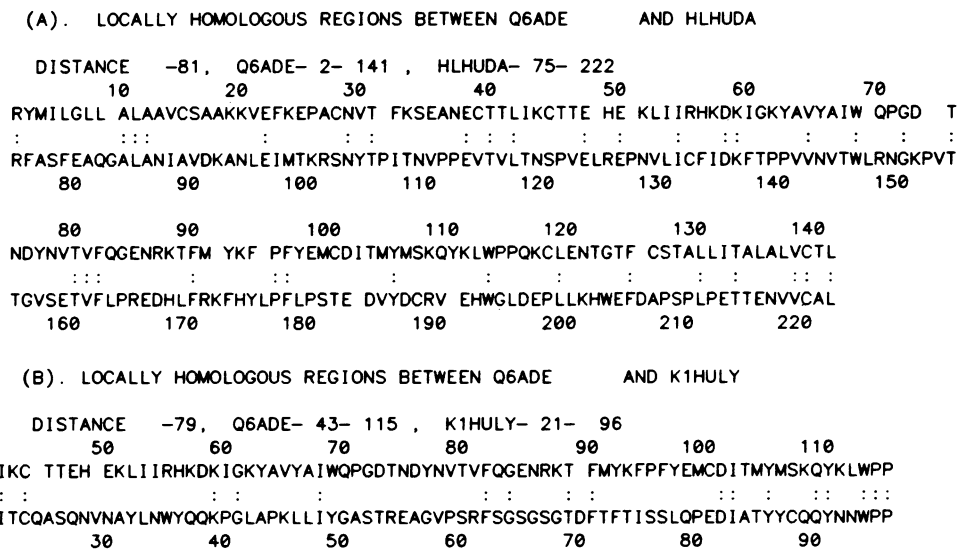 (A). LOCALLY HOMOLOGOUS REGIONS BETWEEN Q6ADE AND HLHUDA
DISTANCE -81, Q6ADE- 2- 141 , HLHUDA- 75- 222
10 20 30 40 50 60 70
RYMILGLL ALAAVCSAAKKVEFKEPACNVT FKSEANECTTLIKCTTE HE KLIIRHKDKIGKYAVYAIW QPGD T
: ::: : : : : : : : : :: : : : : :
RFASFEAQGALANIAVDKANLEIMTKRSNYTPITNVPPEVTVLTNSPVELREPNVLICFIDKFTPPVVNVTWLRNGKPVT
80 90 100 110 120 130 140 150
80 90 100 110 120 130 140
NDYNVTVFQGENRKTFM YKF PFYEMCDITMYMSKQYKLWPPQKCLENTGTF CSTALLITALALVCTL
::: : :: : : : : : : :: :
TGVSETVFLPREDHLFRKFHYLPFLPSTE DVYDCRV EHWGLDEPLLKHWEFDAPSPLPETTENVVCAL
160 170 180 190 200 210 220
(B). LOCALLY HOMOLOGOUS REGIONS BETWEEN Q6ADE AND K1HULY
DISTANCE -79, Q6ADE- 43- 115 , K1HULY- 21- 96
50 60 70 80 90 100 110
IKC TTEH EKLIIRHKDKIGKYAVYAIWQPGDTNDYNVTVFQGENRKT FMYKFPFYEMCDITMYMSKQYKLWPP
: : : : : : : : : :: : :: :::
ITCQASQNVNAYLNWYQQKPGLAPKLLIYGASTREAGVPSRFSGSGSGTDFTFTISSLQPEDIATYYCQQYNNWPP
30 40 50 60 70 80 90